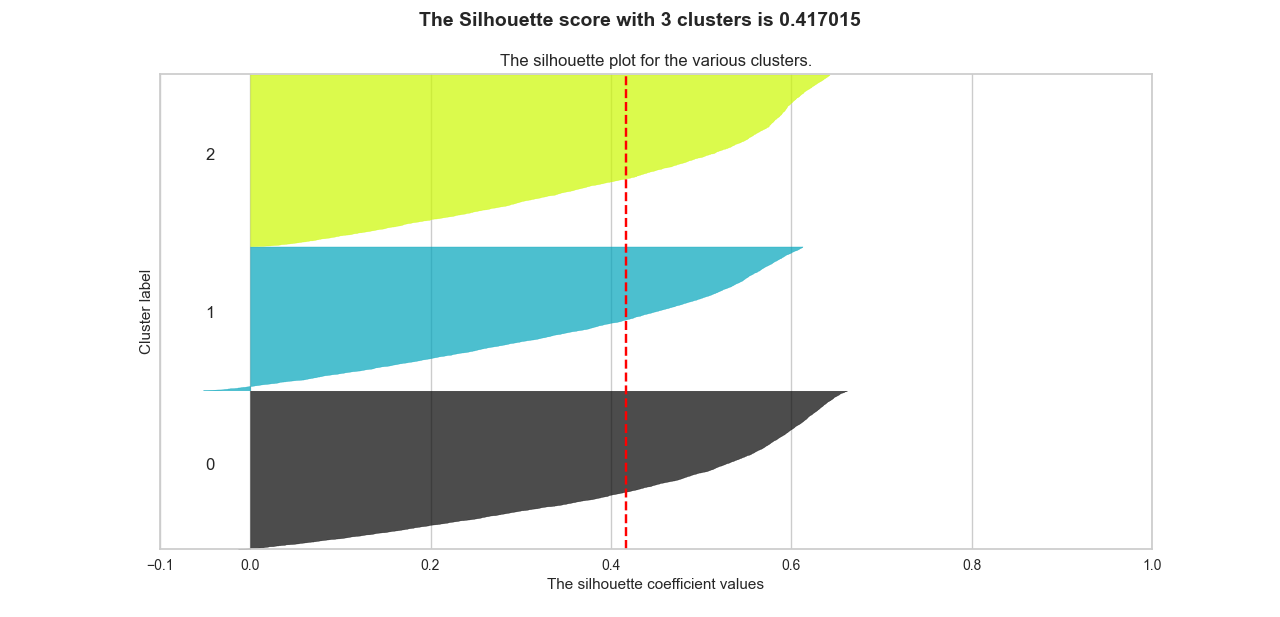 The Silhouette score with 3 clusters is 0.417015
The silhouette plot for the various clusters.
Cluster label
2
1
0
−0.1 0.0 0.2 0.4 0.6 0.8 1.0
The silhouette coefficient values